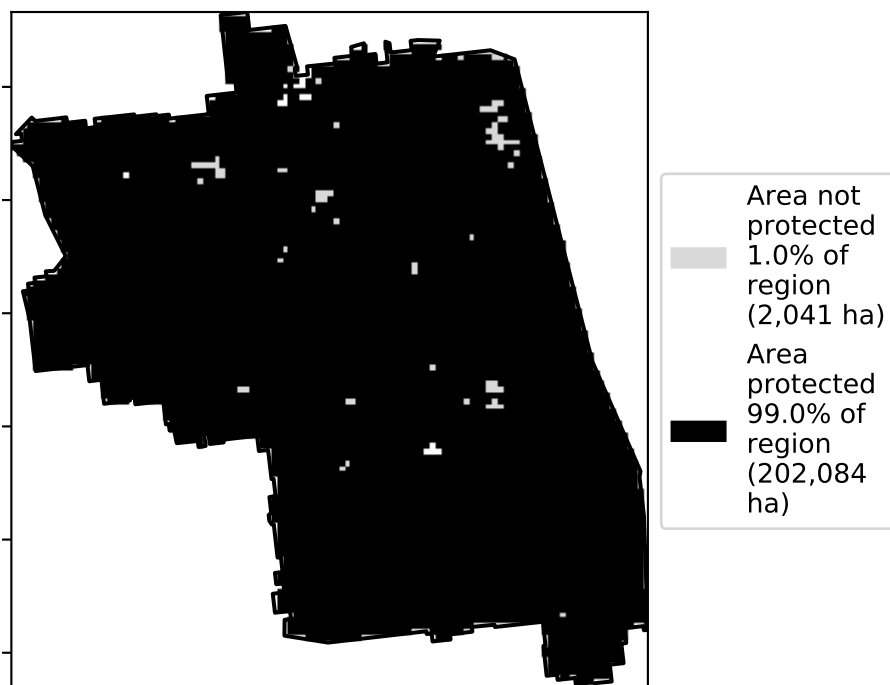 Area not
protected
1.0% of
region
(2,041 ha)
Area
protected
99.0% of
region
(202,084
ha)